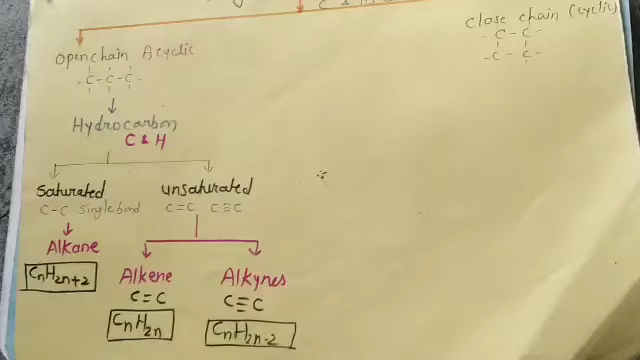 Close chain (cyclic)
- C - C -
- C - C -
Openchain Acyclic
- C - C - C -
Hydrocarbon
C & H
saturated
C-C Single bond
unsaturated
C=C C≡C
Alkane
CnH2n+2
Alkene
C=C
CnH2n
Alkynes
C≡C
CnH2n-2